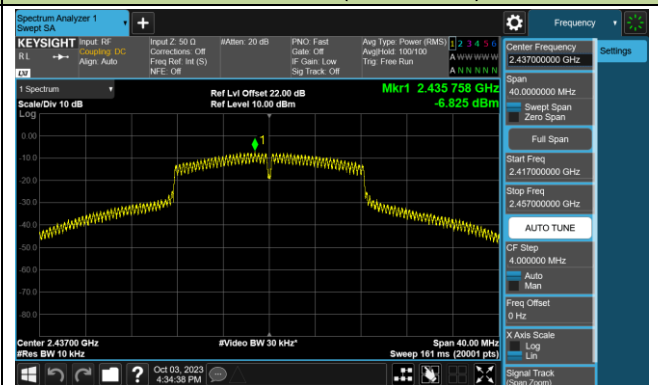 Spectrum Analyzer 1
Swept SA
Frequency
KEYSIGHT
RL
LXI
Input: RF
Coupling: DC
Align: Auto
Input Z: 50 Ω
Corrections: Off
Freq Ref: Int (S)
NFE: Off
#Atten: 20 dB
PNO: Fast
Gate: Off
IF Gain: Low
Sig Track: Off
Avg Type: Power (RMS)
Avg|Hold: 100/100
Trig: Free Run
1 2 3 4 5 6
A W W W W W
A N N N N N
Center Frequency
2.437000000 GHz
Settings
Span
40.0000000 MHz
Swept Span
Zero Span
Full Span
Start Freq
2.417000000 GHz
Stop Freq
2.457000000 GHz
AUTO TUNE
CF Step
4.000000 MHz
Auto
Man
Freq Offset
0 Hz
X Axis Scale
Log
Lin
Signal Track
(Span Zoom)
1 Spectrum
Scale/Div 10 dB
Log
Ref Lvl Offset 22.00 dB
Ref Level 10.00 dBm
Mkr1 2.435 758 GHz
-6.825 dBm
1
0.00
-10.0
-20.0
-30.0
-40.0
-50.0
-60.0
-70.0
-80.0
Center 2.43700 GHz
#Res BW 10 kHz
#Video BW 30 kHz*
Span 40.00 MHz
Sweep 161 ms (20001 pts)
?
Oct 03, 2023
4:34:38 PM